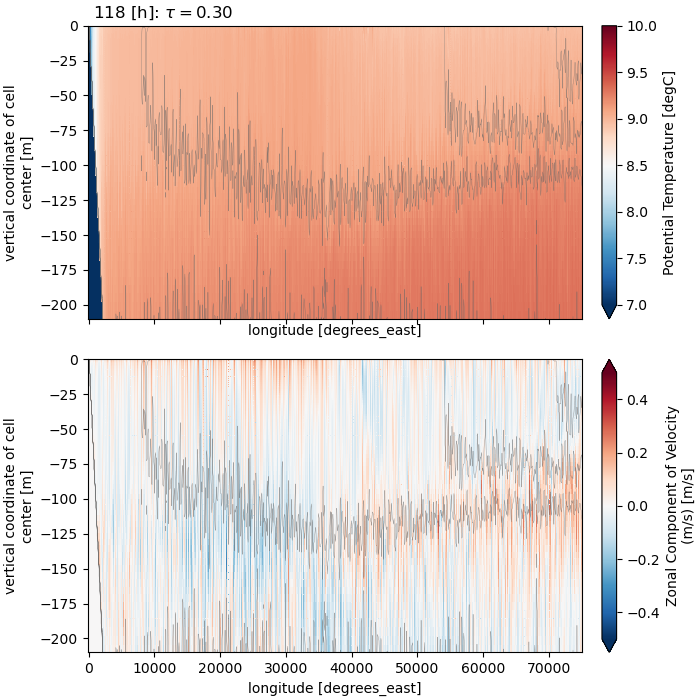 118 [h]: τ = 0.30
0
−25
−50
−75
−100
−125
−150
−175
−200
vertical coordinate of cell
center [m]
longitude [degrees_east]
10.0
9.5
9.0
8.5
8.0
7.5
7.0
Potential Temperature [degC]
0
−25
−50
−75
−100
−125
−150
−175
−200
vertical coordinate of cell
center [m]
0 10000 20000 30000 40000 50000 60000 70000
longitude [degrees_east]
0.4
0.2
0.0
−0.2
−0.4
Zonal Component of Velocity
(m/s) [m/s]